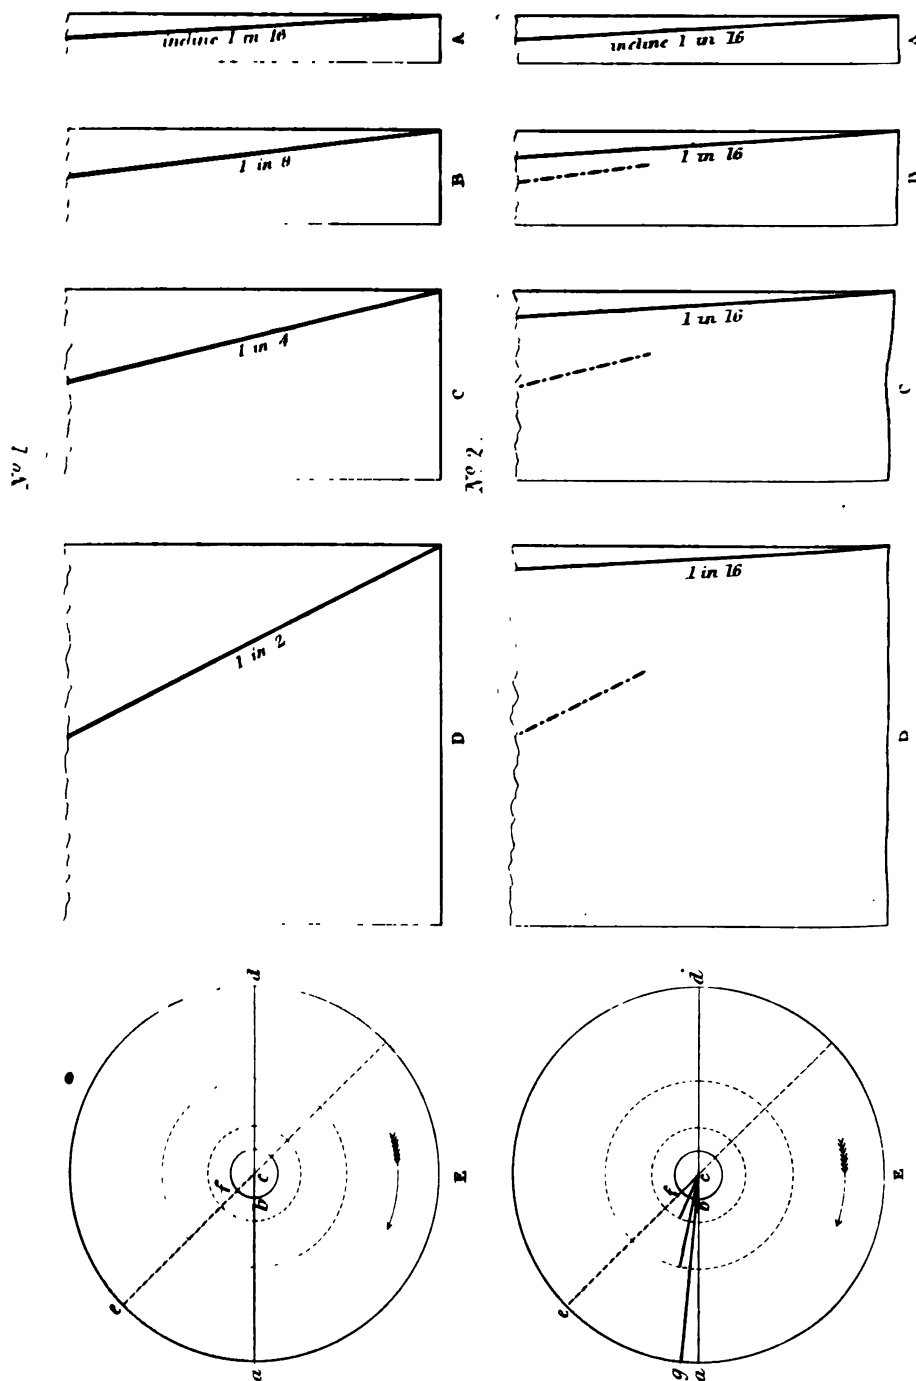 incline 1 in 16
A
1 in 8
B
1 in 4
C
Nº 1
1 in 2
D
a
b
c
d
e
f
E
incline 1 in 16
A
1 in 16
B
1 in 16
C
Nº 2.
1 in 16
D
a
b
c
d
e
f
g
E